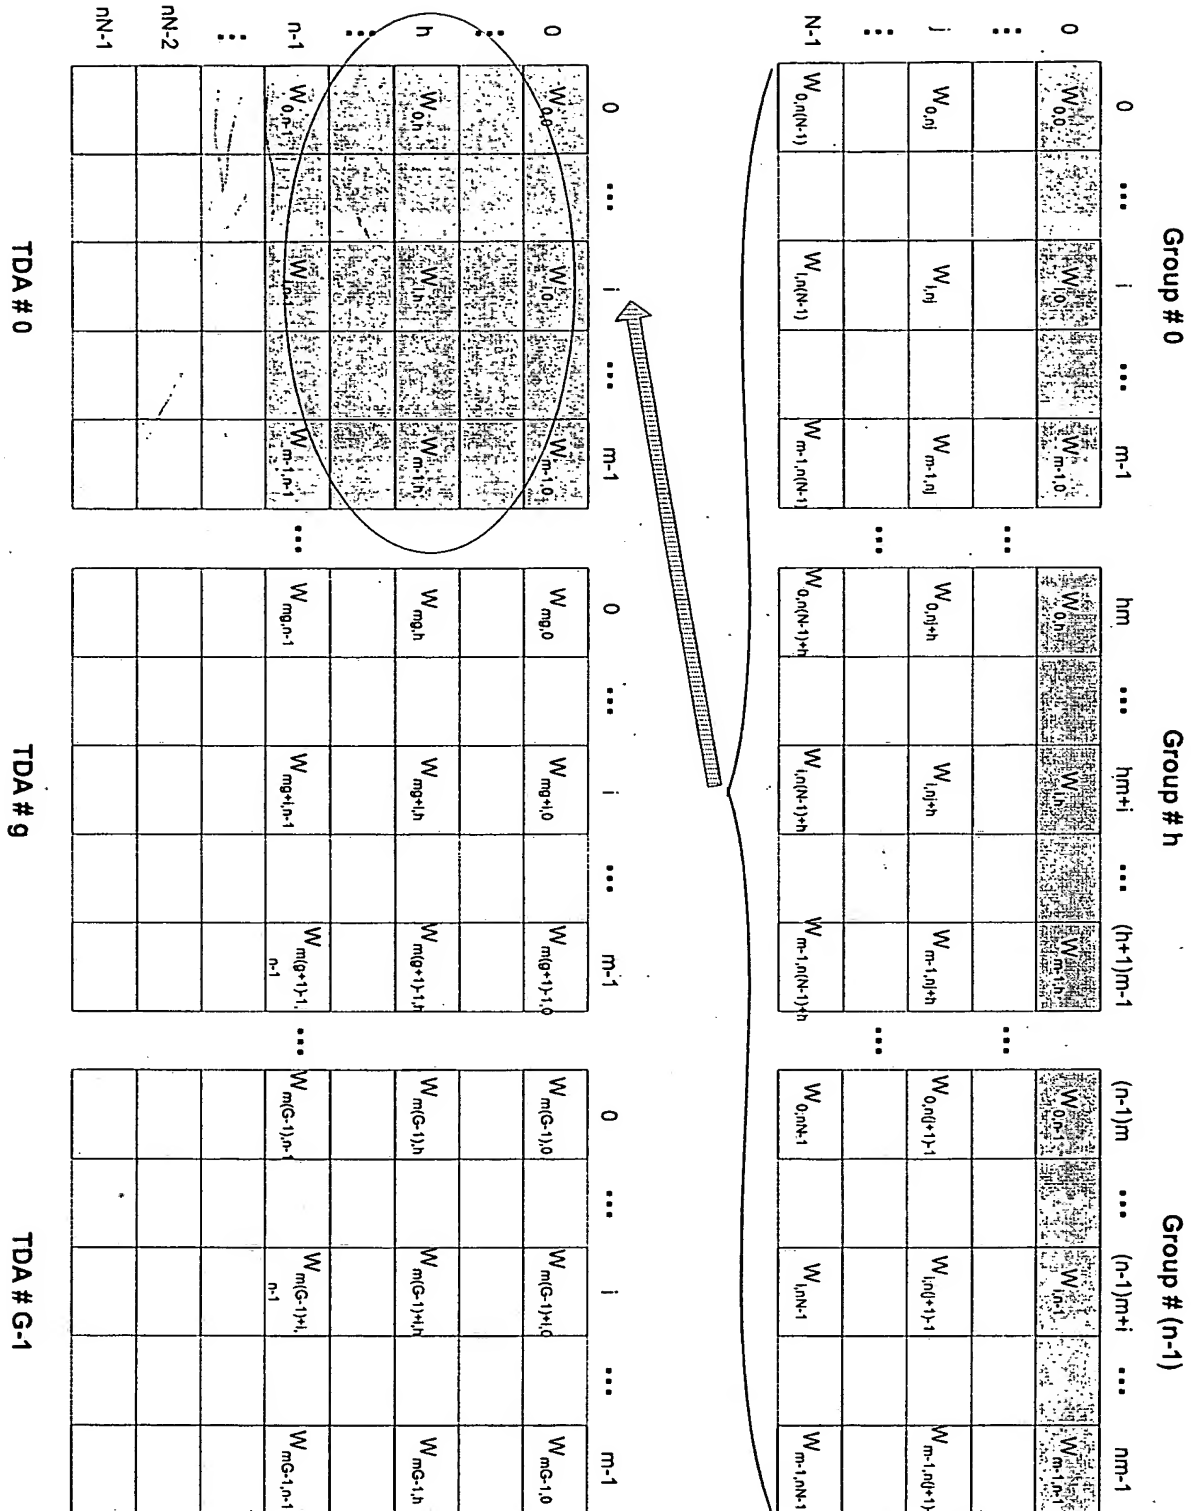 Group # 0 Group # h Group # (n-1)
0 ... i ... m-1 ... hm ... hm+i ... (h+1)m-1 ... (n-1)m ... (n-1)m+i ... nm-1
0 W0,0 Wi,0 Wm-1,0 W0,h Wi,h Wm-1,h W0,n-1 Wi,n-1 Wm-1,n-1
... ... ...
j W0,nj Wi,nj Wm-1,nj W0,nj+h Wi,nj+h Wm-1,nj+h W0,n(j+1)-1 Wi,n(j+1)-1 Wm-1,n(j+1)-
... ... ...
N-1 W0,n(N-1) Wi,n(N-1) Wm-1,n(N-1) W0,n(N-1)+h Wi,n(N-1)+h Wm-1,n(N-1)+h W0,nN-1 Wi,nN-1 Wm-1,nN-1
0 ... i ... m-1 0 ... i ... m-1 0 ... i ... m-1
0 W0,0 Wi,0 Wm-1,0 Wmg,0 Wmg+i,0 Wm(g+1)-1,0 Wm(G-1),0 Wm(G-1)+i,0 WmG-1,0
...
h W0,h Wi,h Wm-1,h Wmg,h Wmg+i,h Wm(g+1)-1,h Wm(G-1),h Wm(G-1)+i,h WmG-1,h
...
n-1 W0,n-1 Wi,n-1 Wm-1,n-1 ... Wmg,n-1 Wmg+i,n-1 Wm(g+1)-1, n-1 ... Wm(G-1),n-1 Wm(G-1)+i, n-1 WmG-1,n-1
...
nN-2
nN-1
TDA # 0 TDA # g TDA # G-1